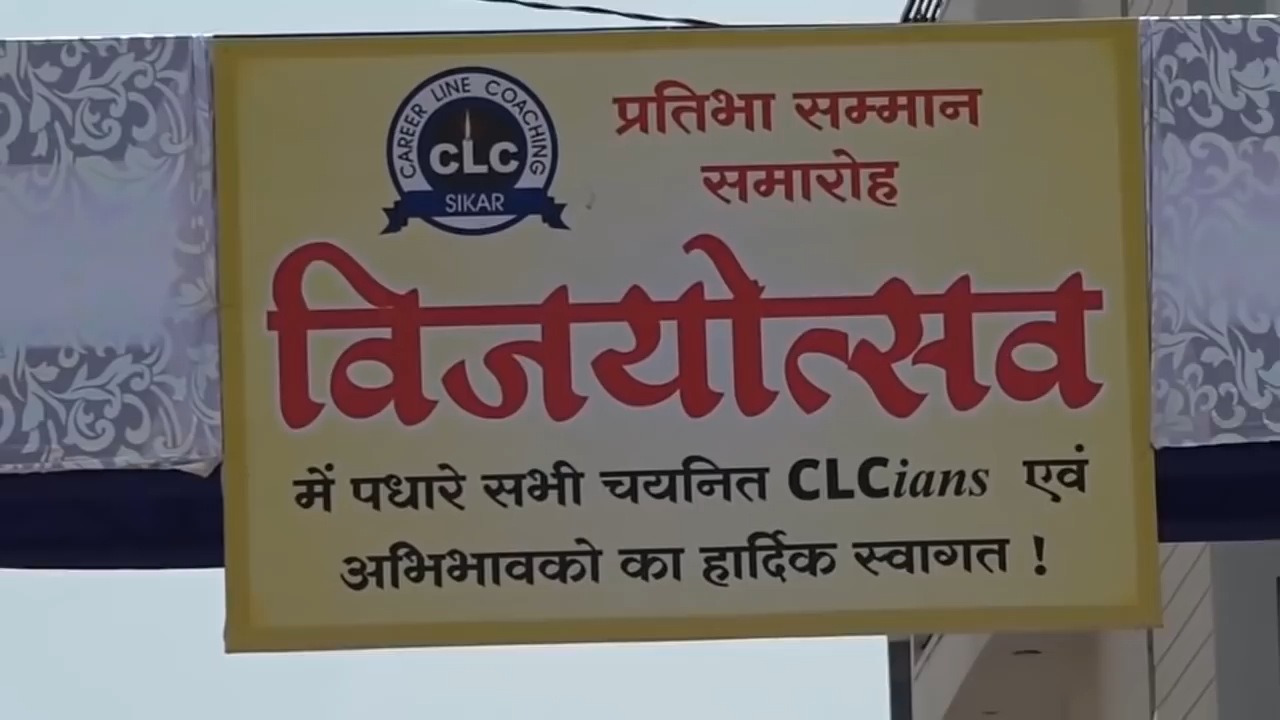 CAREER LINE COACHING
CLC
SIKAR
प्रतिभा सम्मान
समारोह
विजयोत्सव
में पधारे सभी चयनित CLCians एवं
अभिभावको का हार्दिक स्वागत !